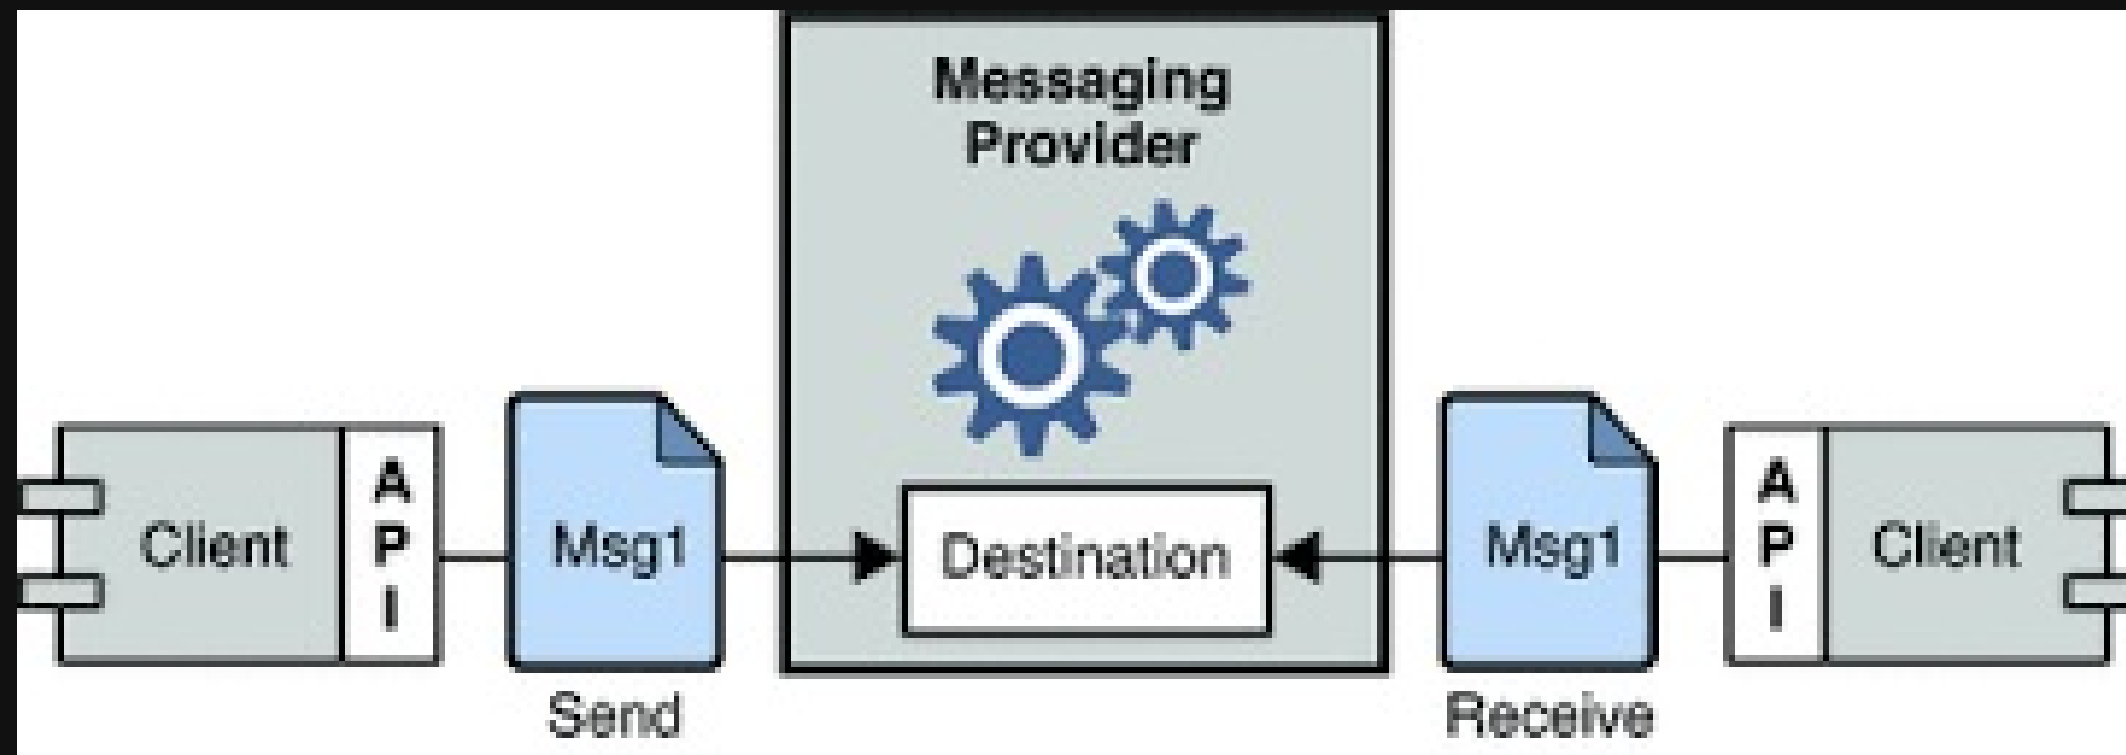 Messaging
Provider
Client
A
P
I
Msg1
Destination
Msg1
A
P
I
Client
Send
Receive